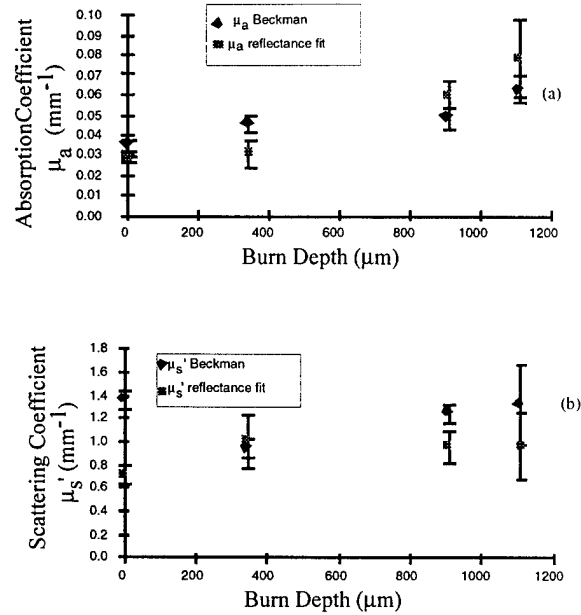 μa Beckman
μa reflectance fit
0.10
0.09
0.08
0.07
0.06
0.05
0.04
0.03
0.02
0.01
0.00
AbsorptionCoefficient
μa (mm-1)
(a)
0 200 400 600 800 1000 1200
Burn Depth (μm)
μs' Beckman
μs' reflectance fit
1.8
1.6
1.4
1.2
1.0
0.8
0.6
0.4
0.2
0.0
Scattering Coefficient
μs' (mm-1)
(b)
0 200 400 600 800 1000 1200
Burn Depth (μm)